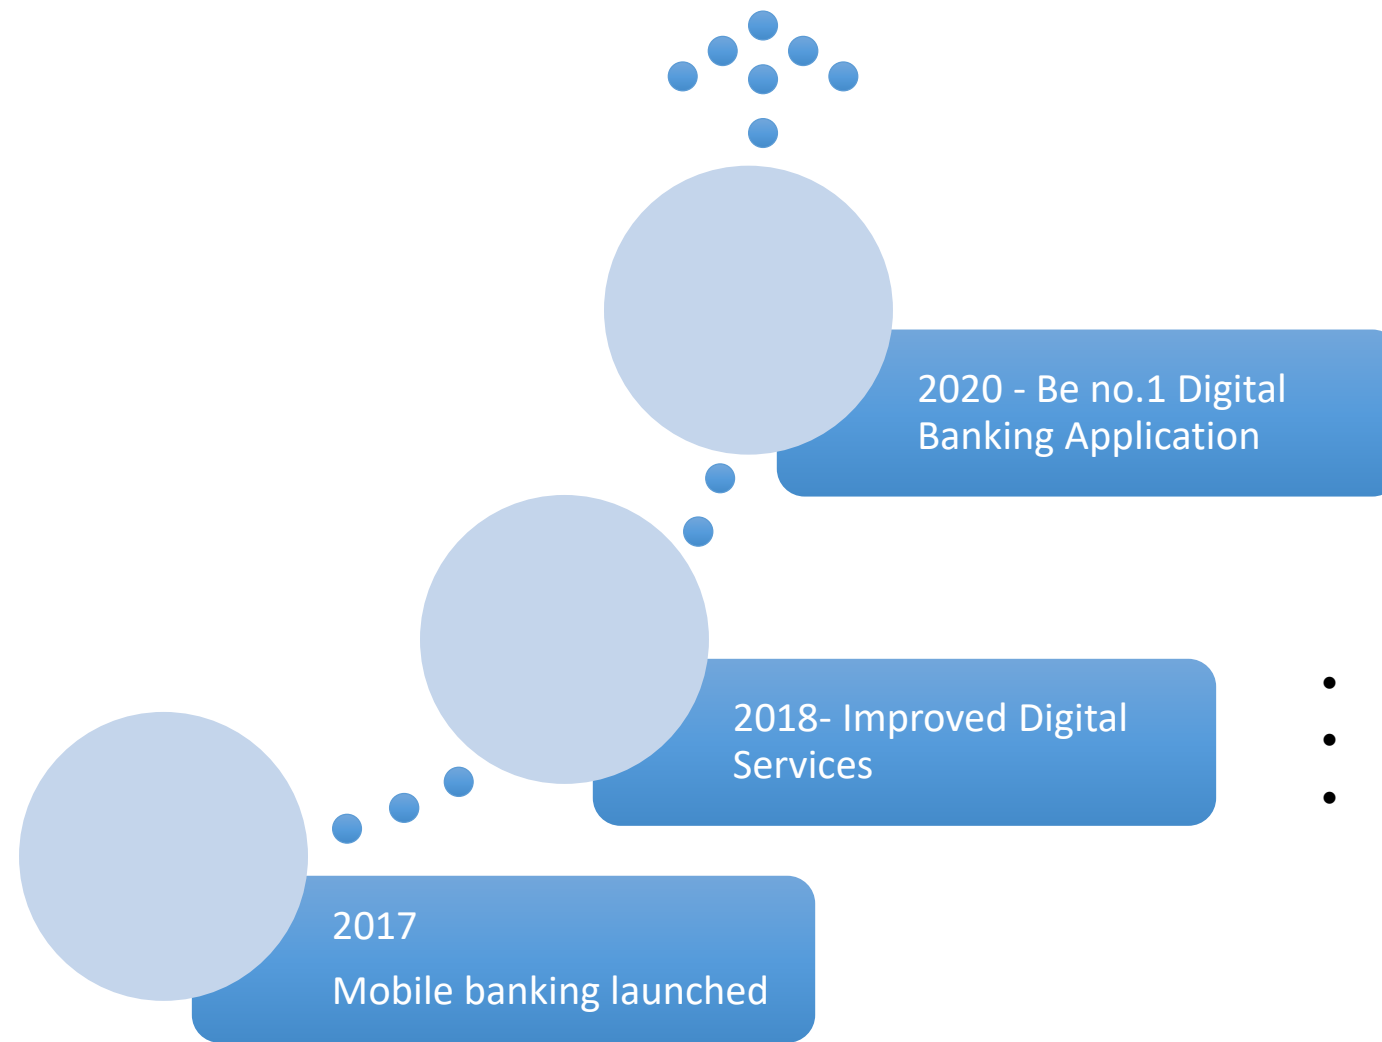 2020 - Be no.1 Digital
Banking Application
2018- Improved Digital
Services
2017
Mobile banking launched